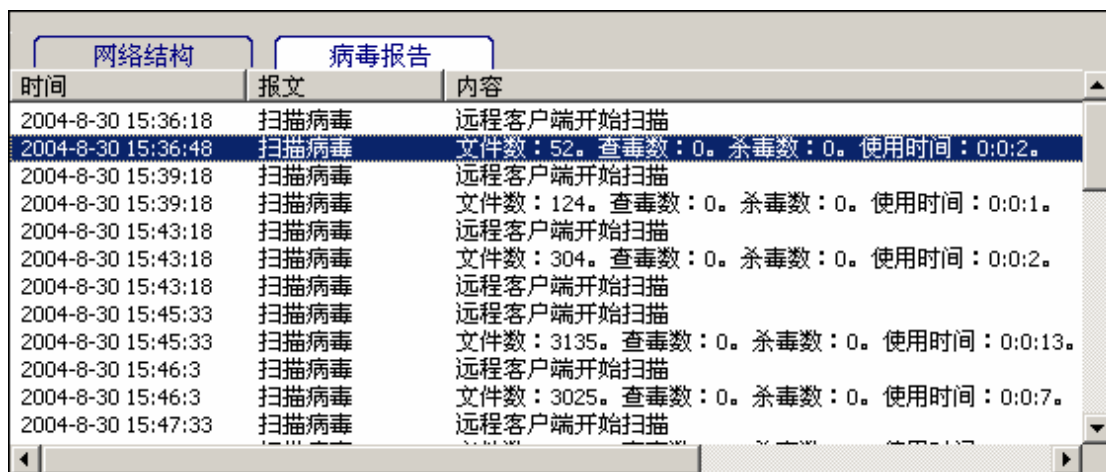 网络结构 病毒报告
时间 报文 内容
2004-8-30 15:36:18 扫描病毒 远程客户端开始扫描
2004-8-30 15:36:48 扫描病毒 文件数：52。查毒数：0。杀毒数：0。使用时间：0:0:2。
2004-8-30 15:39:18 扫描病毒 远程客户端开始扫描
2004-8-30 15:39:18 扫描病毒 文件数：124。查毒数：0。杀毒数：0。使用时间：0:0:1。
2004-8-30 15:43:18 扫描病毒 远程客户端开始扫描
2004-8-30 15:43:18 扫描病毒 文件数：304。查毒数：0。杀毒数：0。使用时间：0:0:2。
2004-8-30 15:43:18 扫描病毒 远程客户端开始扫描
2004-8-30 15:45:33 扫描病毒 远程客户端开始扫描
2004-8-30 15:45:33 扫描病毒 文件数：3135。查毒数：0。杀毒数：0。使用时间：0:0:13。
2004-8-30 15:46:3 扫描病毒 远程客户端开始扫描
2004-8-30 15:46:3 扫描病毒 文件数：3025。查毒数：0。杀毒数：0。使用时间：0:0:7。
2004-8-30 15:47:33 扫描病毒 远程客户端开始扫描